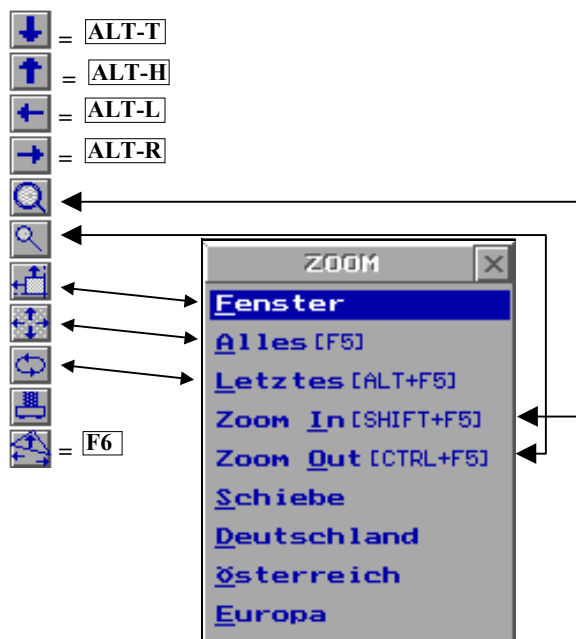 = ALT-T
= ALT-H
= ALT-L
= ALT-R
ZOOM
Fenster
Alles [F5]
Letztes [ALT+F5]
Zoom In [SHIFT+F5]
Zoom Out [CTRL+F5]
= F6
Schiebe
Deutschland
Österreich
Europa